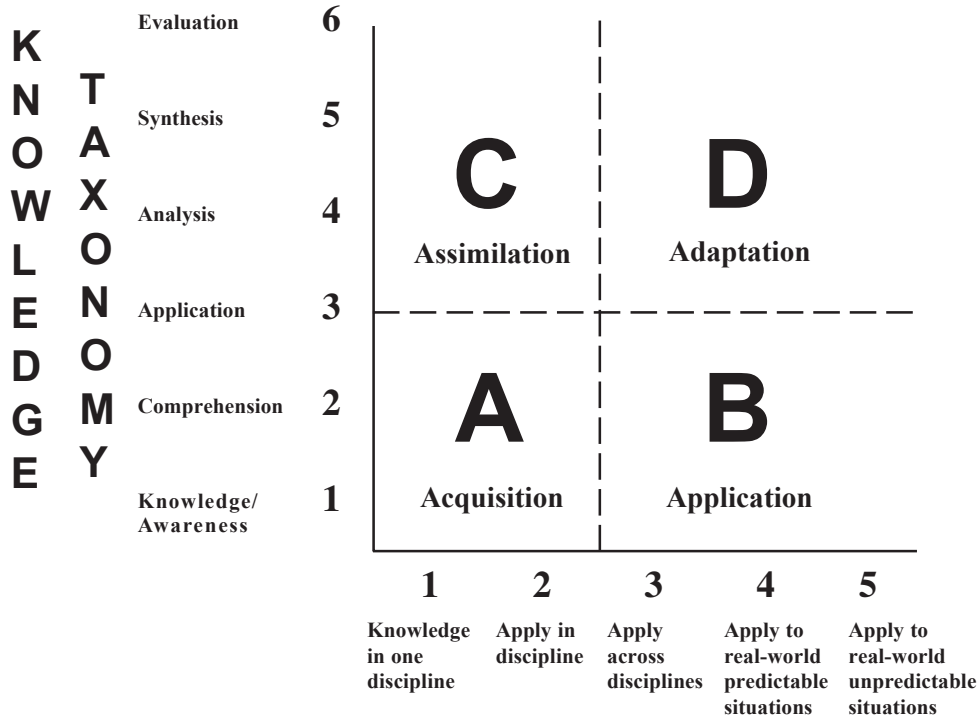 KNOWLEDGE
TAXONOMY
Evaluation 6
Synthesis 5
Analysis 4
Application 3
Comprehension 2
Knowledge/
Awareness
1
C
Assimilation
D
Adaptation
A
Acquisition
B
Application
1 2 3 4 5
Knowledge
in one
discipline
Apply in
discipline
Apply
across
disciplines
Apply to
real-world
predictable
situations
Apply to
real-world
unpredictable
situations